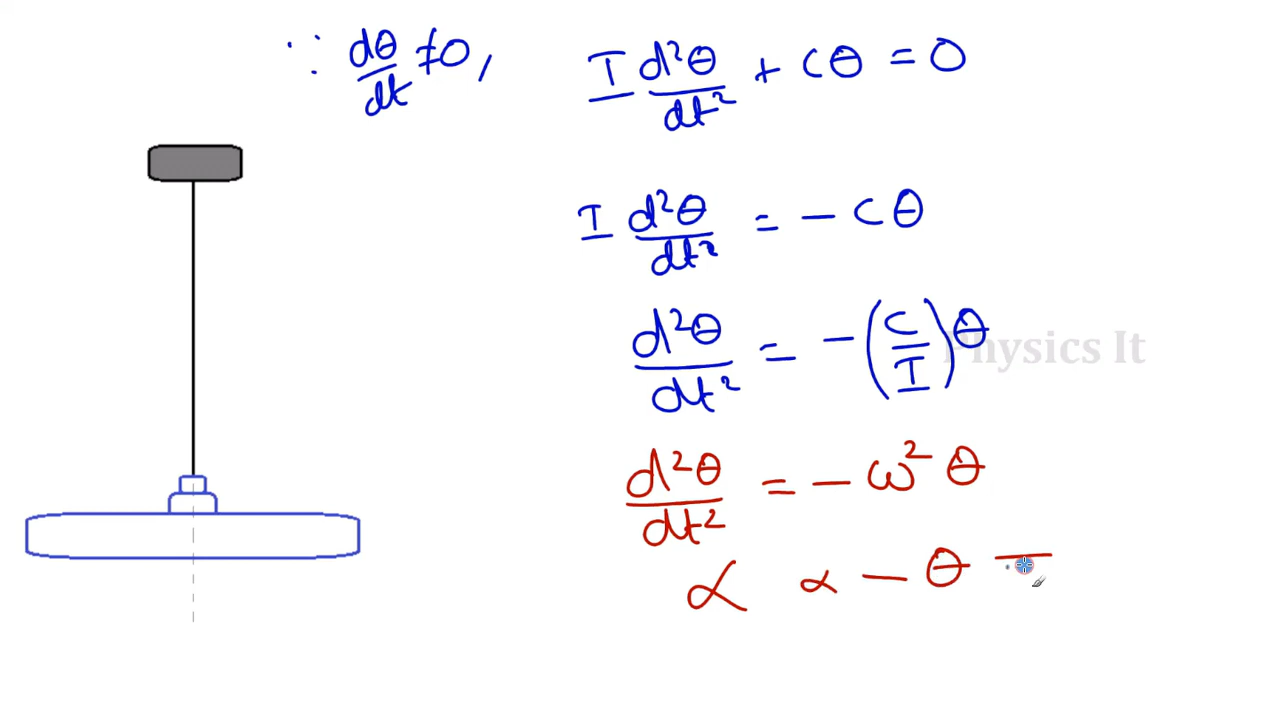 ∵ dθ/dt ≠ 0, I d²θ/dt² + Cθ = 0
I d²θ/dt² = - Cθ
d²θ/dt² = - (C/I) θ
Physics It
d²θ/dt² = - ω² θ
α ∝ - θ